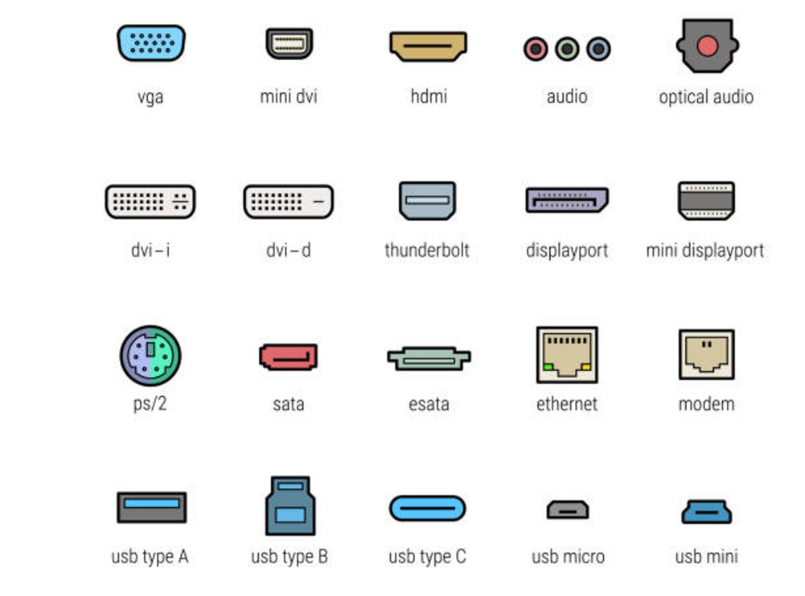 vga
mini dvi
hdmi
audio
optical audio
dvi–i
dvi–d
thunderbolt
displayport
mini displayport
ps/2
sata
esata
ethernet
modem
usb type A
usb type B
usb type C
usb micro
usb mini